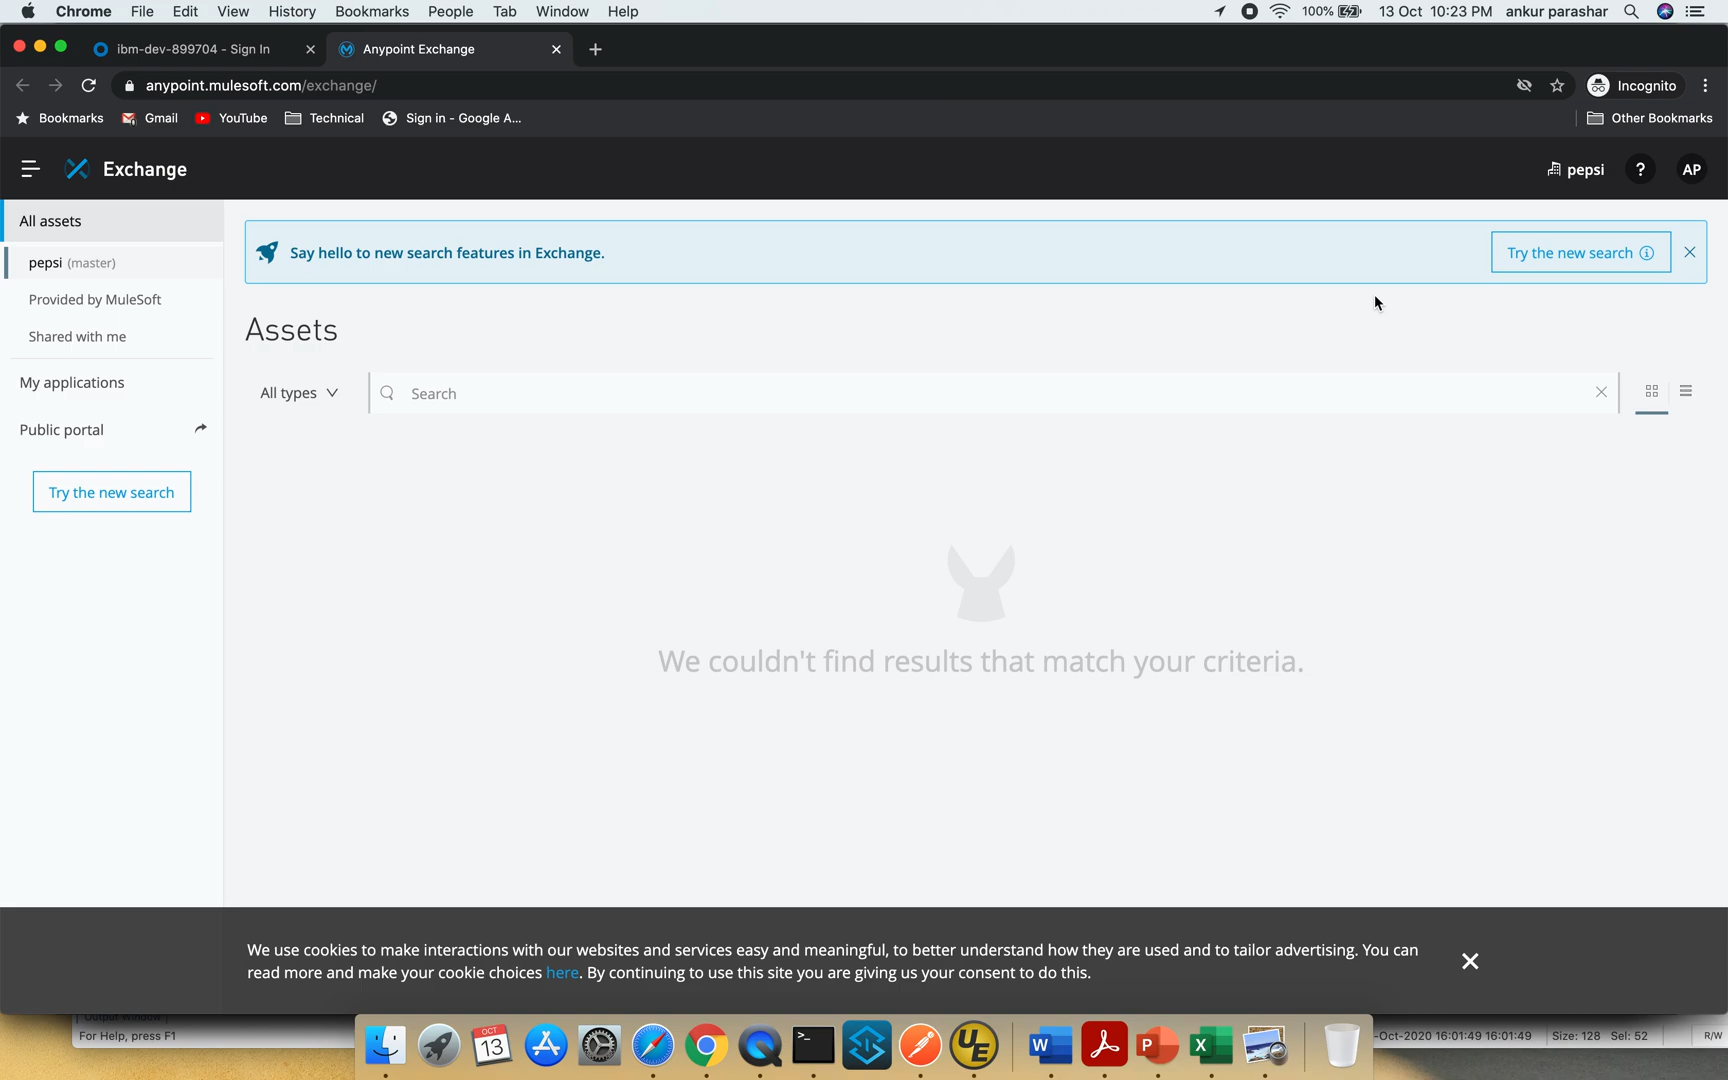 Chrome File Edit View History Bookmarks People Tab Window Help 100% 13 Oct 10:23 PM ankur parashar
ibm-dev-899704 - Sign In Anypoint Exchange
anypoint.mulesoft.com/exchange/ Incognito
Bookmarks Gmail YouTube Technical Sign in - Google A... Other Bookmarks
Exchange pepsi ? AP
All assets
pepsi (master)
Provided by MuleSoft
Shared with me
My applications
Public portal
Try the new search
Say hello to new search features in Exchange. Try the new search
Assets
All types Search
We couldn't find results that match your criteria.
We use cookies to make interactions with our websites and services easy and meaningful, to better understand how they are used and to tailor advertising. You can
read more and make your cookie choices here. By continuing to use this site you are giving us your consent to do this.
Output Window
For Help, press F1 -Oct-2020 16:01:49 16:01:49 Size: 128 Sel: 52 R/W
OCT
13
>_ UE W P X